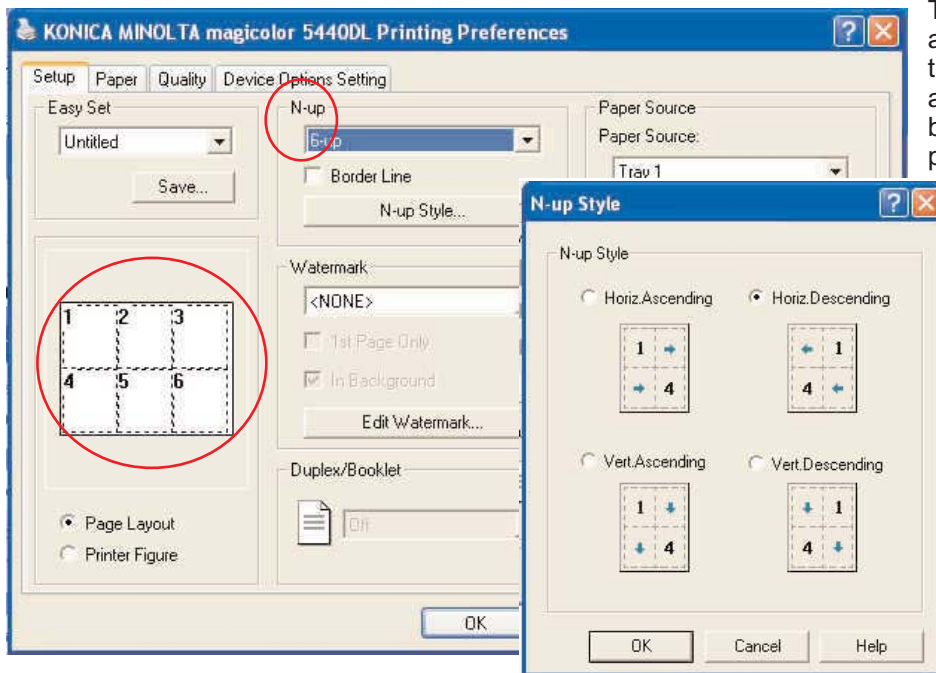 KONICA MINOLTA magicolor 5440DL Printing Preferences
Setup Paper Quality Device Options Setting
Easy Set
Untitled
Save...
1 2 3
4 5 6
Page Layout
Printer Figure
N-up
6-up
Border Line
N-up Style...
Watermark
<NONE>
1st Page Only
In Background
Edit Watermark...
Duplex/Booklet
Off
OK
Paper Source
Paper Source:
Tray 1
N-up Style
N-up Style
Horiz.Ascending
1
4
Horiz.Descending
1
4
Vert.Ascending
1
4
Vert.Descending
1
4
OK Cancel Help